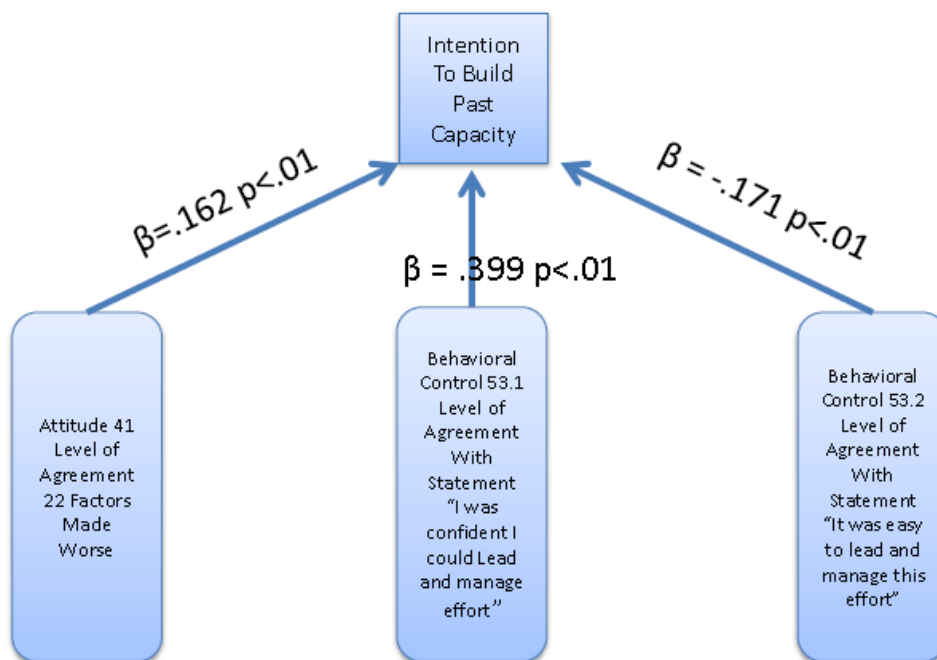 Intention
To Build
Past
Capacity
β=.162 p<.01
β = .399 p<.01
β = -.171 p<.01
Attitude 41
Level of
Agreement
22 Factors
Made
Worse
Behavioral
Control 53.1
Level of
Agreement
With
Statement
“I was
confident I
could Lead
and manage
effort”
Behavioral
Control 53.2
Level of
Agreement
With
Statement
“It was easy
to lead and
manage this
effort”